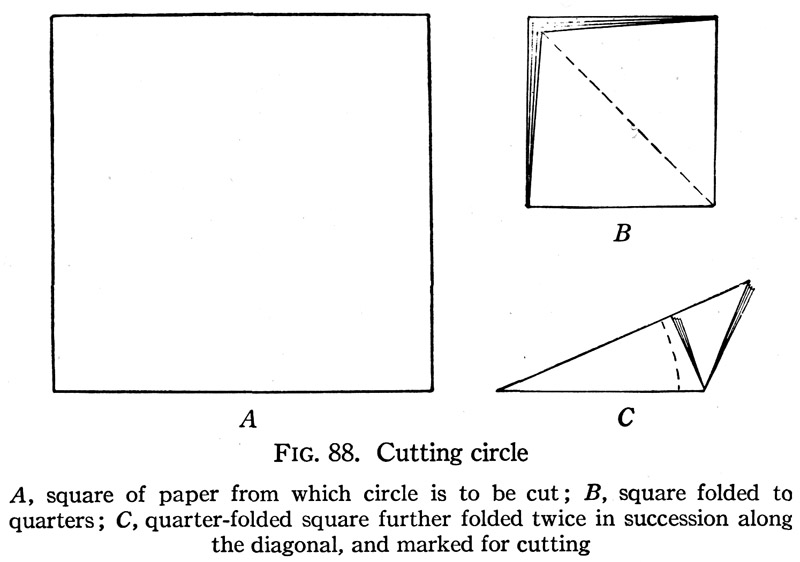 B
A
C
FIG. 88. Cutting circle
A, square of paper from which circle is to be cut; B, square folded to
quarters; C, quarter-folded square further folded twice in succession along
the diagonal, and marked for cutting